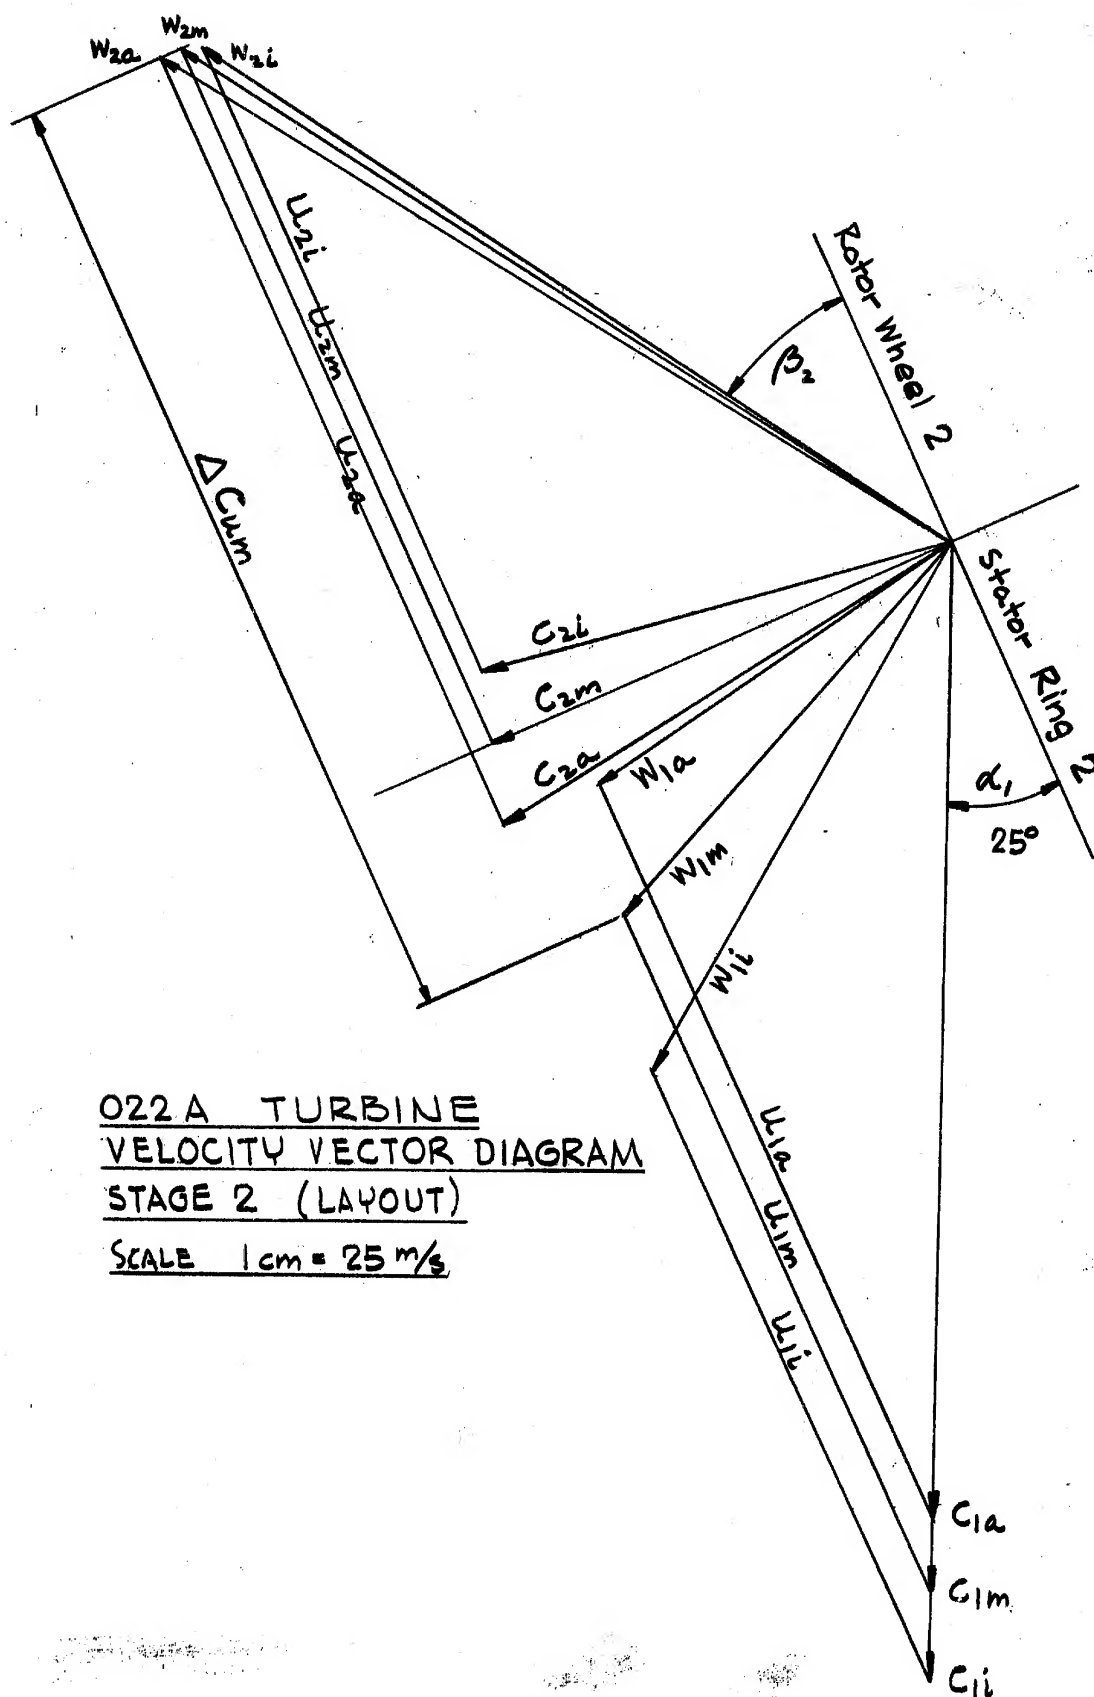 W2a
W2m
W2i
U2i
U2m
U2a
ΔCum
Rotor Wheel 2
β2
Stator Ring 2
α1
25°
C2i
C2m
C2a
W1a
W1m
W1i
U1a
U1m
U1i
C1a
C1m
C1i
022A TURBINE
VELOCITY VECTOR DIAGRAM
STAGE 2 (LAYOUT)
SCALE 1 cm = 25 m/s